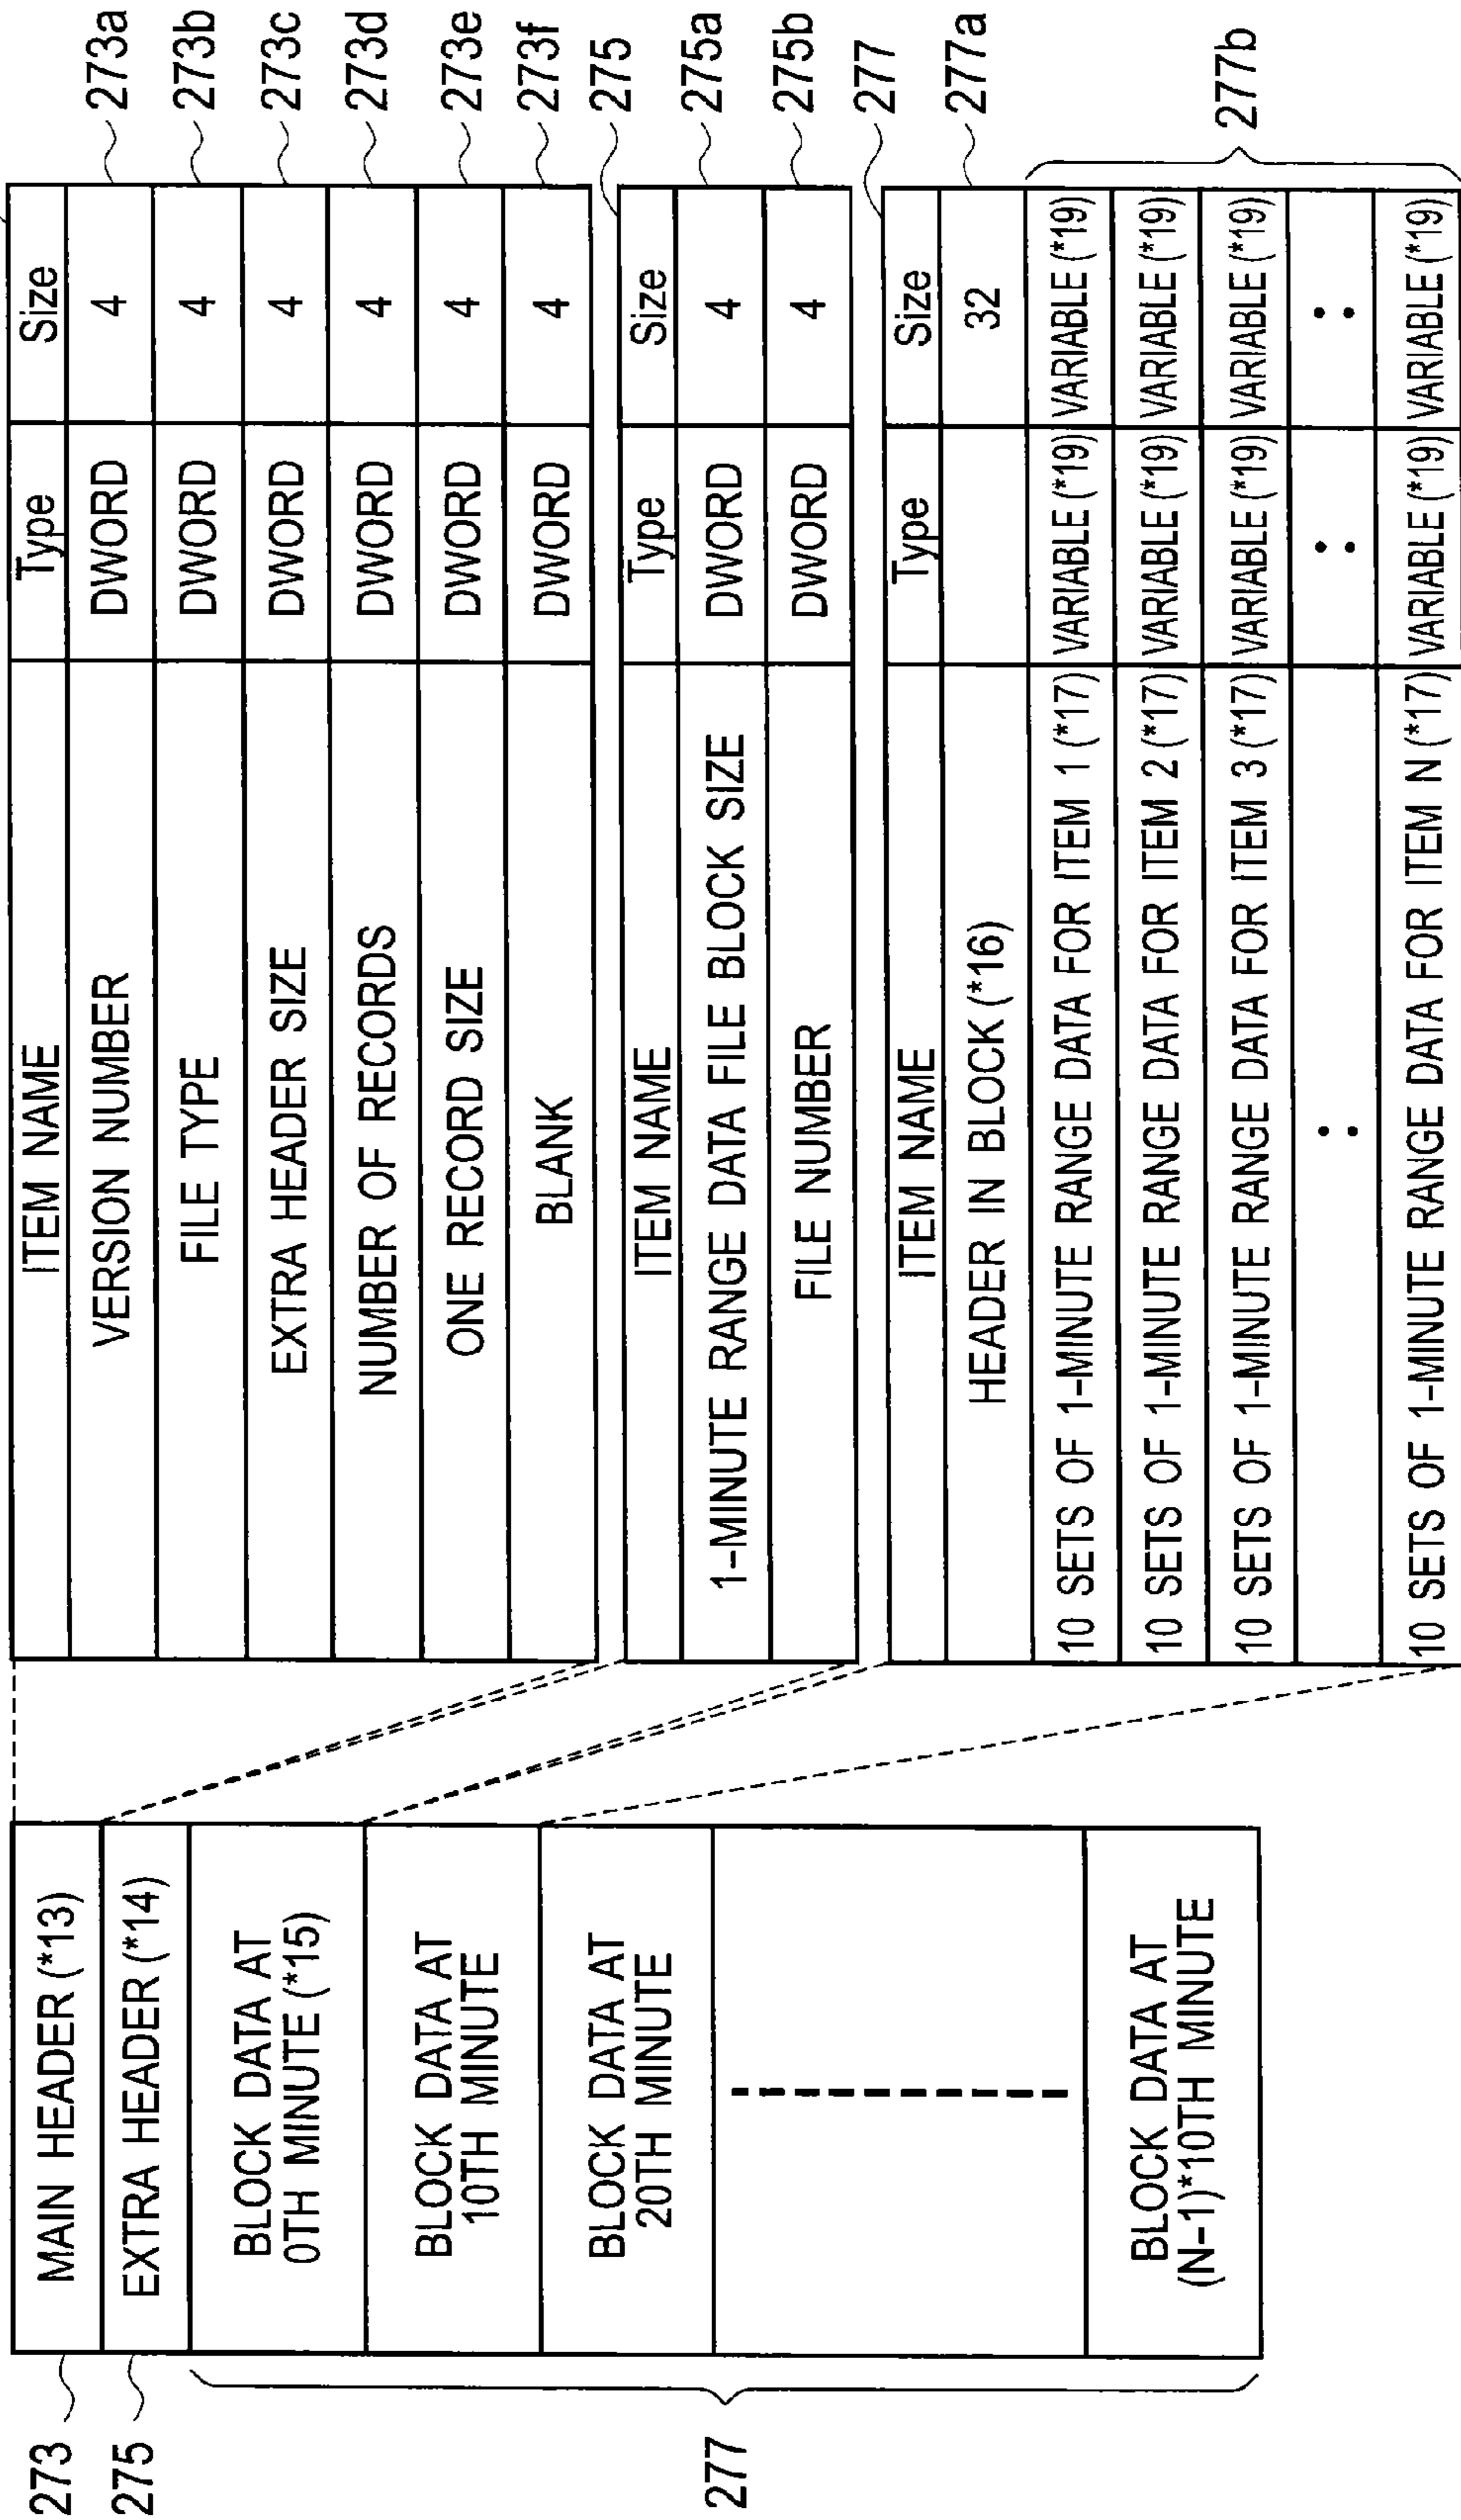 273
MAIN HEADER (*13)
275
EXTRA HEADER (*14)
277
BLOCK DATA AT
0TH MINUTE (*15)
BLOCK DATA AT
10TH MINUTE
BLOCK DATA AT
20TH MINUTE
BLOCK DATA AT
(N-1)*10TH MINUTE
ITEM NAME Type Size
VERSION NUMBER DWORD 4 273a
FILE TYPE DWORD 4 273b
EXTRA HEADER SIZE DWORD 4 273c
NUMBER OF RECORDS DWORD 4 273d
ONE RECORD SIZE DWORD 4 273e
BLANK DWORD 4 273f
275
ITEM NAME Type Size
1-MINUTE RANGE DATA FILE BLOCK SIZE DWORD 4 275a
FILE NUMBER DWORD 4 275b
277
ITEM NAME Type Size
HEADER IN BLOCK (*16) 32 277a
10 SETS OF 1-MINUTE RANGE DATA FOR ITEM 1 (*17) VARIABLE (*19) VARIABLE (*19)
10 SETS OF 1-MINUTE RANGE DATA FOR ITEM 2 (*17) VARIABLE (*19) VARIABLE (*19)
10 SETS OF 1-MINUTE RANGE DATA FOR ITEM 3 (*17) VARIABLE (*19) VARIABLE (*19)
: : :
10 SETS OF 1-MINUTE RANGE DATA FOR ITEM N (*17) VARIABLE (*19) VARIABLE (*19)
277b